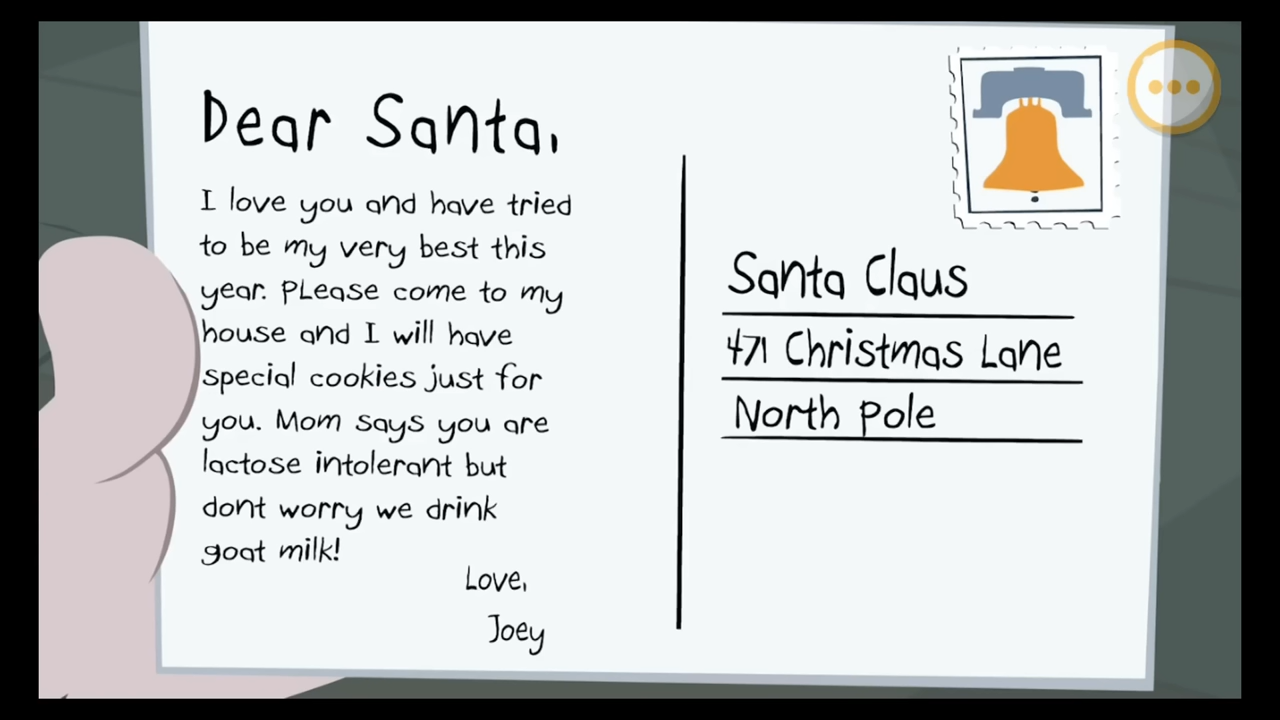 Dear Santa,
I love you and have tried
to be my very best this
year. PLease come to my
house and I will have
special cookies just for
you. Mom says you are
lactose intolerant but
dont worry we drink
goat milk!
Love,
Joey
Santa Claus
471 Christmas Lane
North pole